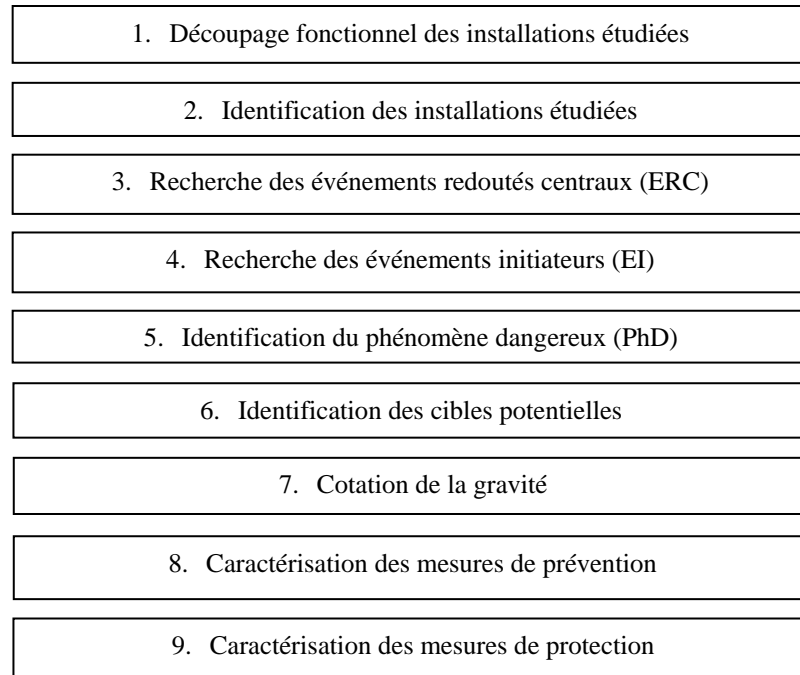 1. Découpage fonctionnel des installations étudiées
2. Identification des installations étudiées
3. Recherche des événements redoutés centraux (ERC)
4. Recherche des événements initiateurs (EI)
5. Identification du phénomène dangereux (PhD)
6. Identification des cibles potentielles
7. Cotation de la gravité
8. Caractérisation des mesures de prévention
9. Caractérisation des mesures de protection